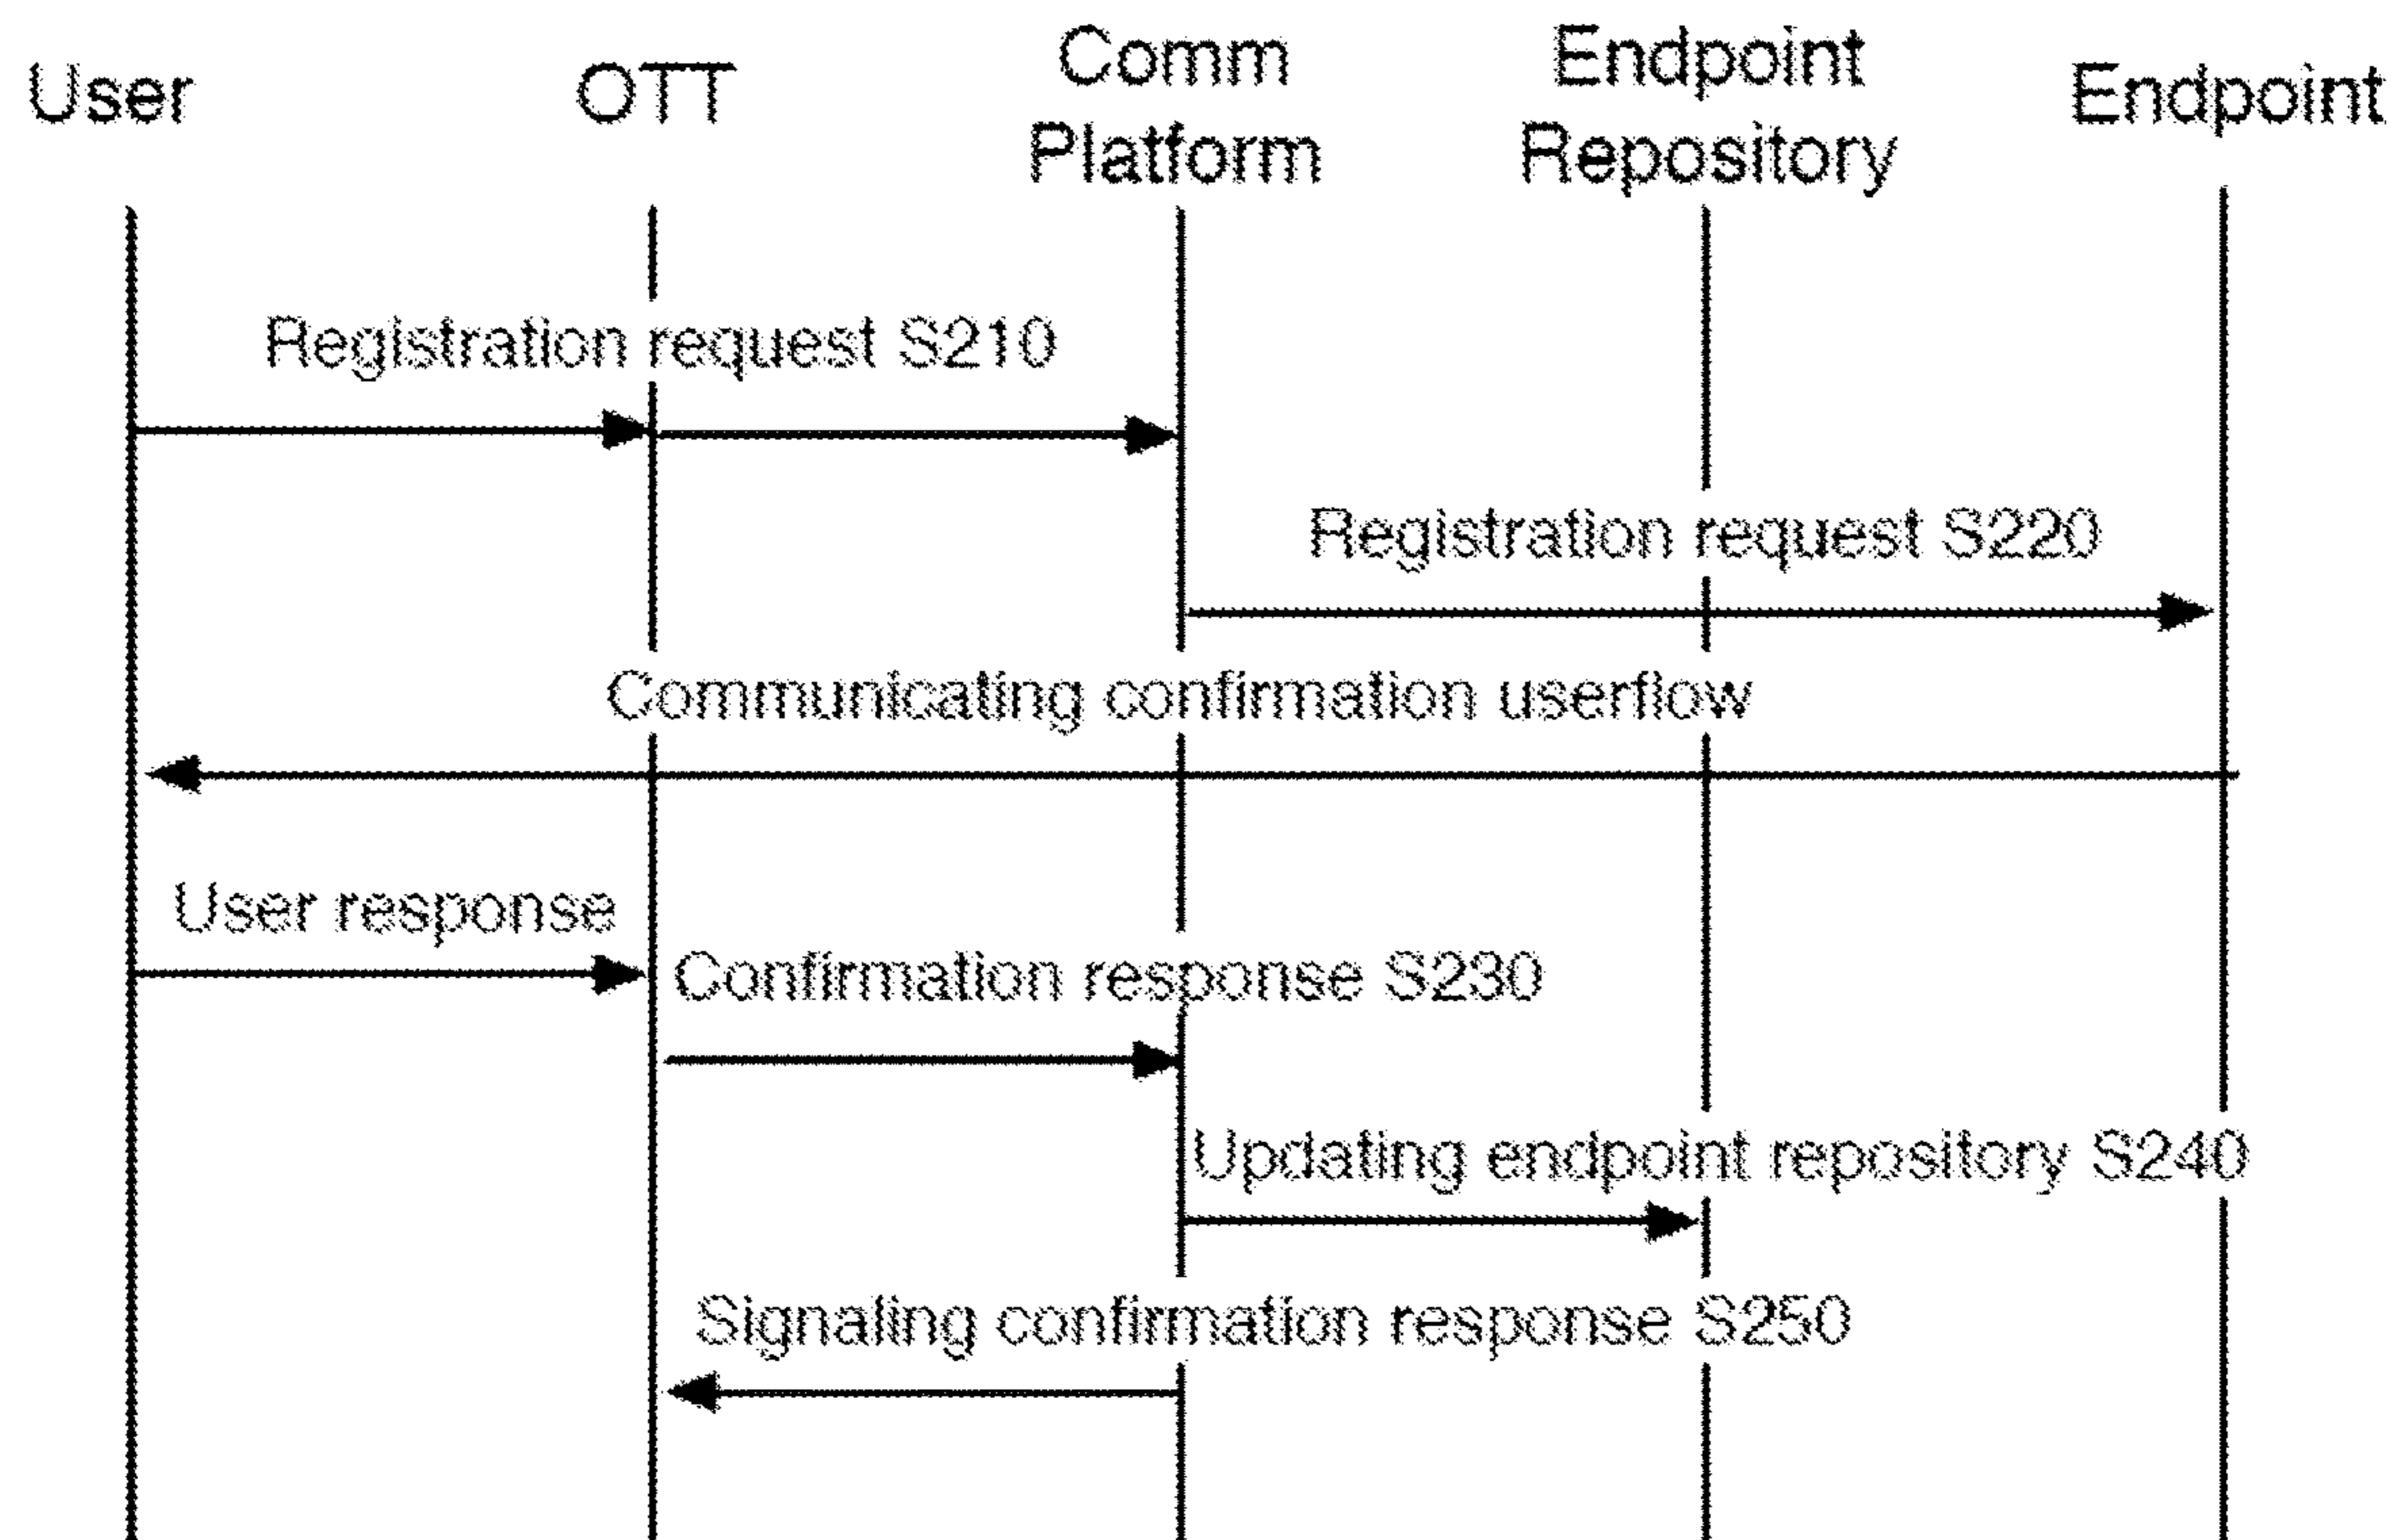 User
OTT
Comm
Platform
Endpoint
Repository
Endpoint
Registration request S210
Registration request S220
Communicating confirmation userflow
User response
Confirmation response S230
Updating endpoint repository S240
Signaling confirmation response S250